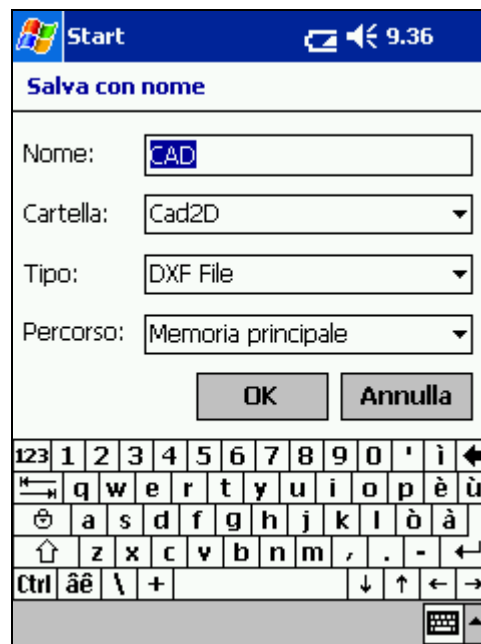 Start 9.36
Salva con nome
Nome: CAD
Cartella: Cad2D
Tipo: DXF File
Percorso: Memoria principale
OK Annulla
123 1 2 3 4 5 6 7 8 9 0 ' ì
q w e r t y u i o p è ù
a s d f g h j k l ò à
z x c v b n m , . -
Ctrl âê \ +